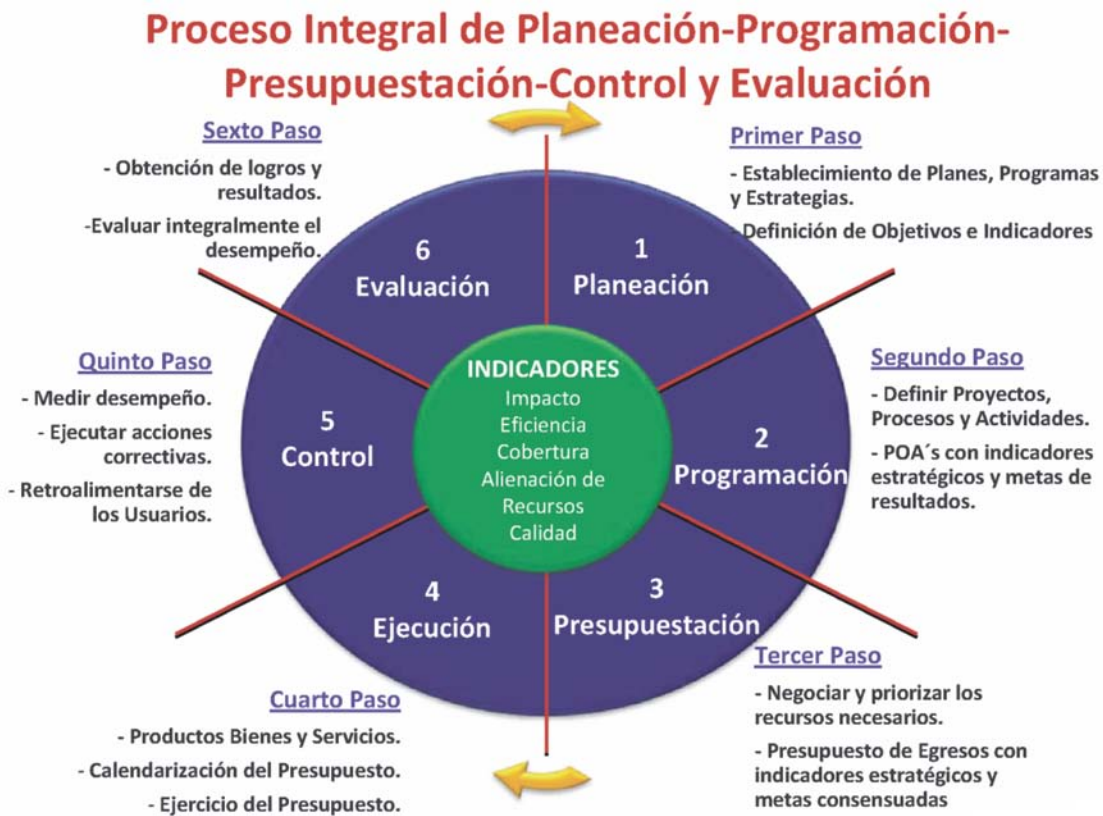 Proceso Integral de Planeación-Programación-
Presupuestación-Control y Evaluación
Primer Paso
- Establecimiento de Planes, Programas
y Estrategias.
- Definición de Objetivos e Indicadores
Segundo Paso
- Definir Proyectos,
Procesos y Actividades.
- POA´s con indicadores
estratégicos y metas de
resultados.
Tercer Paso
- Negociar y priorizar los
recursos necesarios.
- Presupuesto de Egresos con
indicadores estratégicos y
metas consensuadas
Cuarto Paso
- Productos Bienes y Servicios.
- Calendarización del Presupuesto.
- Ejercicio del Presupuesto.
Quinto Paso
- Medir desempeño.
- Ejecutar acciones
correctivas.
- Retroalimentarse de
los Usuarios.
Sexto Paso
- Obtención de logros y
resultados.
-Evaluar integralmente el
desempeño.
1
Planeación
2
Programación
3
Presupuestación
4
Ejecución
5
Control
6
Evaluación
INDICADORES
Impacto
Eficiencia
Cobertura
Alienación de
Recursos
Calidad